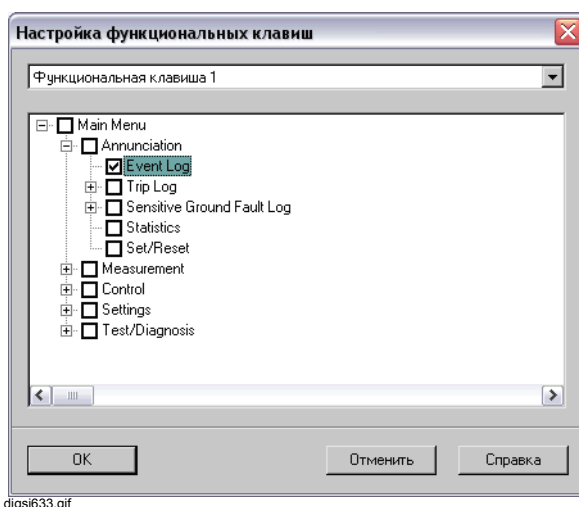 Настройка функциональных клавиш
Функциональная клавиша 1
Main Menu
Annunciation
Event Log
Trip Log
Sensitive Ground Fault Log
Statistics
Set/Reset
Measurement
Control
Settings
Test/Diagnosis
OK
Отменить
Справка
digsi633.gif